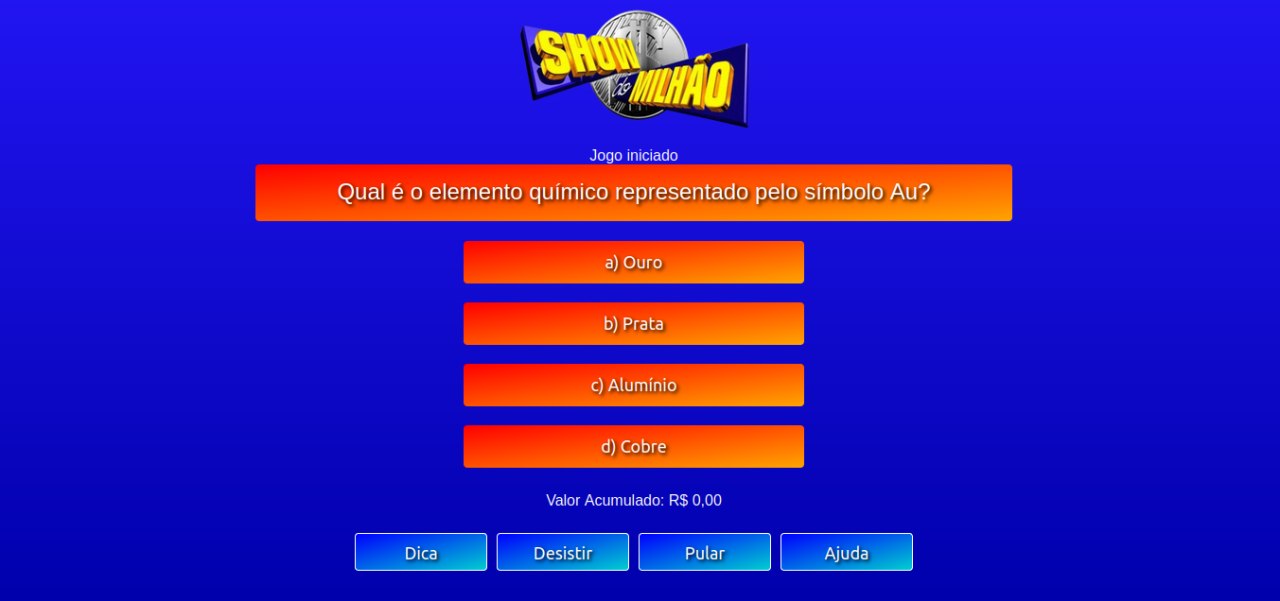 SHOW
do MILHÃO
Jogo iniciado
Qual é o elemento químico representado pelo símbolo Au?
a) Ouro
b) Prata
c) Alumínio
d) Cobre
Valor Acumulado: R$ 0,00
Dica Desistir Pular Ajuda